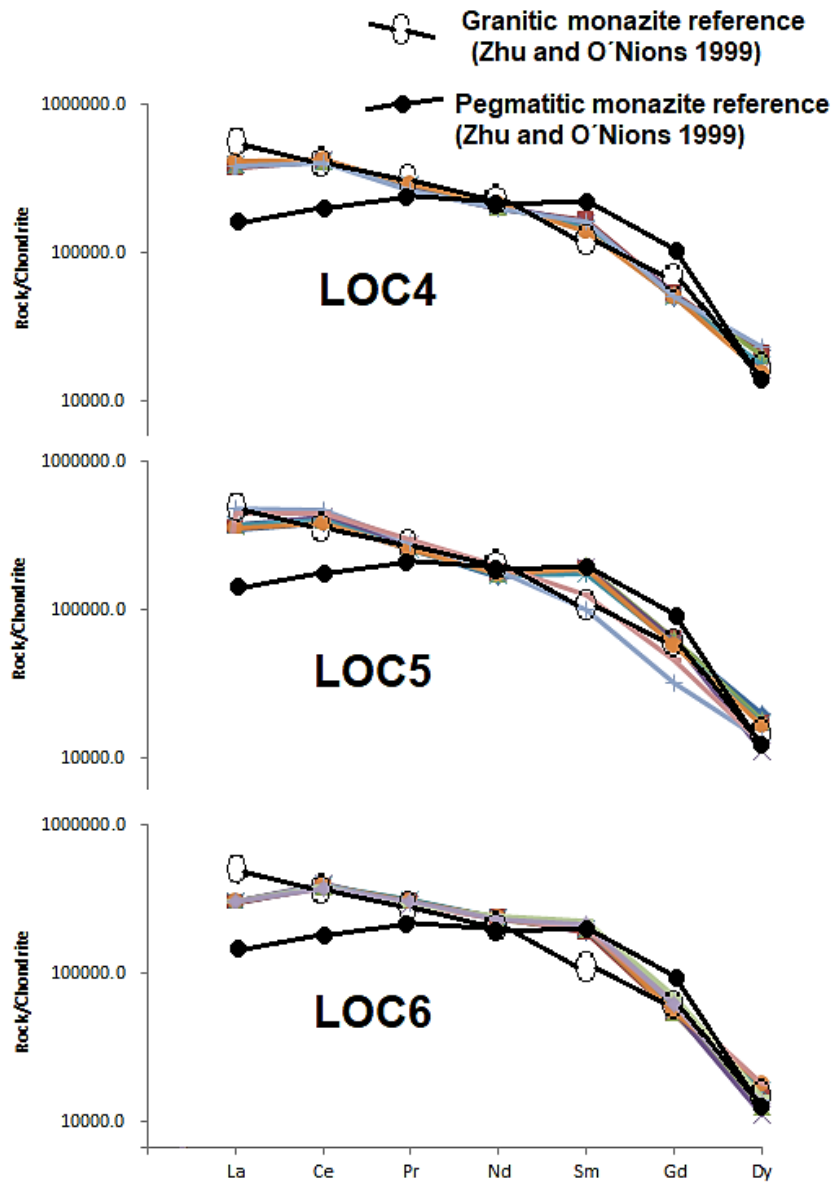 Granitic monazite reference
(Zhu and O´Nions 1999)
Pegmatitic monazite reference
(Zhu and O´Nions 1999)
1000000.0
100000.0
10000.0
Rock/Chondrite
LOC4
1000000.0
100000.0
10000.0
Rock/Chondrite
LOC5
1000000.0
100000.0
10000.0
Rock/Chondrite
LOC6
La Ce Pr Nd Sm Gd Dy